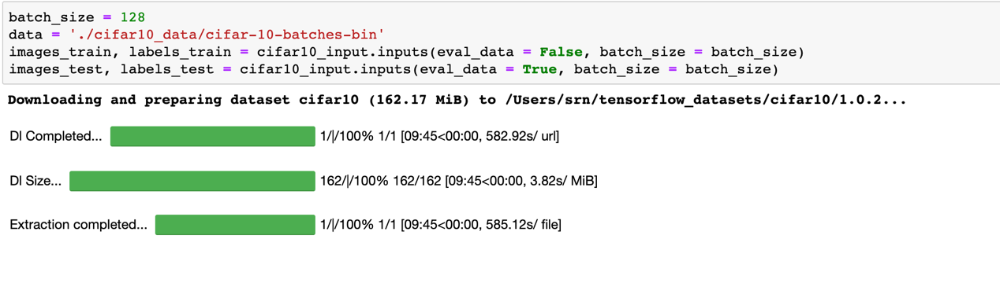 batch_size = 128
data = './cifar10_data/cifar-10-batches-bin'
images_train, labels_train = cifar10_input.inputs(eval_data = False, batch_size = batch_size)
images_test, labels_test = cifar10_input.inputs(eval_data = True, batch_size = batch_size)
Downloading and preparing dataset cifar10 (162.17 MiB) to /Users/srn/tensorflow_datasets/cifar10/1.0.2...
Dl Completed... 1/|/100% 1/1 [09:45<00:00, 582.92s/ url]
Dl Size... 162/|/100% 162/162 [09:45<00:00, 3.82s/ MiB]
Extraction completed... 1/|/100% 1/1 [09:45<00:00, 585.12s/ file]